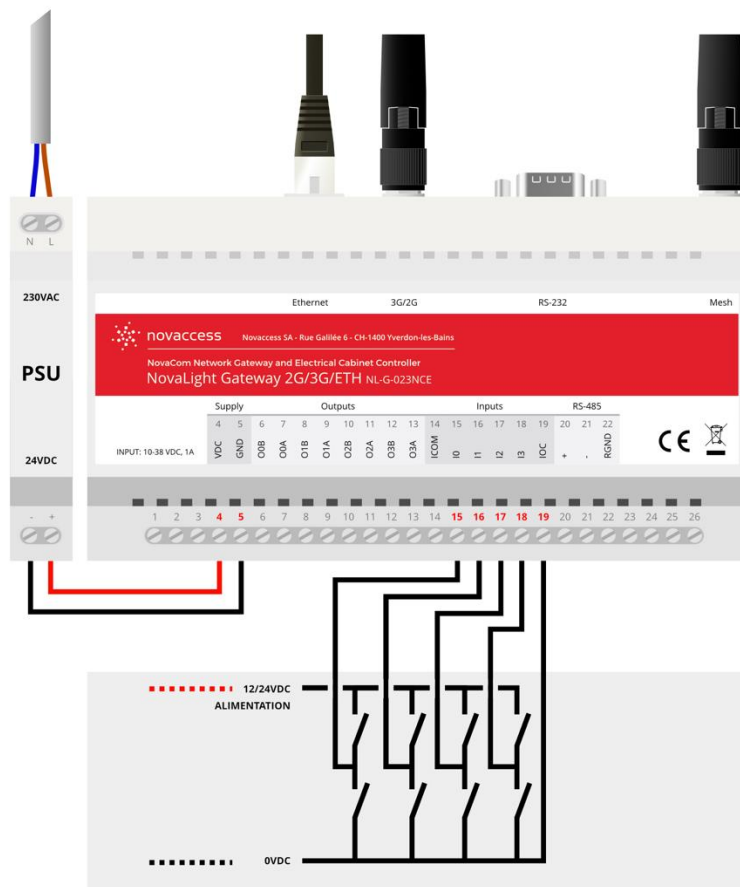 N L
230VAC
PSU
24VDC
- +
Ethernet 3G/2G RS-232 Mesh
novaccess Novaccess SA - Rue Galilée 6 - CH-1400 Yverdon-les-Bains
NovaCom Network Gateway and Electrical Cabinet Controller
NovaLight Gateway 2G/3G/ETH NL-G-023NCE
Supply Outputs Inputs RS-485
4 5 6 7 8 9 10 11 12 13 14 15 16 17 18 19 20 21 22
INPUT: 10-38 VDC, 1A VDC GND O0B O0A O1B O1A O2B O2A O3B O3A ICOM I0 I1 I2 I3 IOC + - RGND CE
1 2 3 4 5 6 7 8 9 10 11 12 13 14 15 16 17 18 19 20 21 22 23 24 25 26
12/24VDC
ALIMENTATION
0VDC